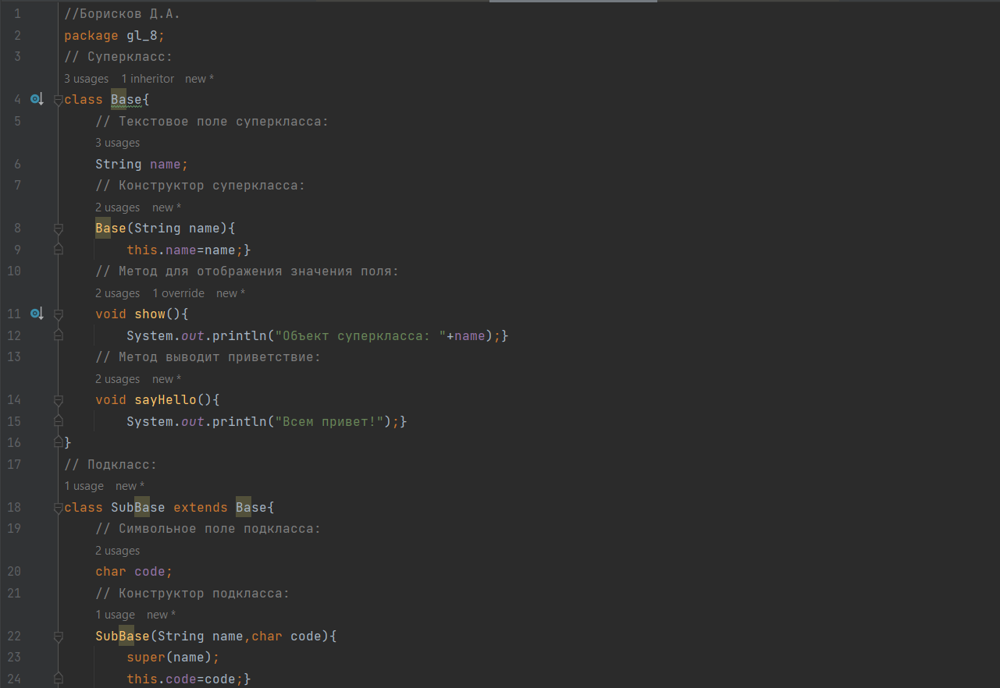 1 //Борисков Д.А.
2 package gl_8;
3 // Суперкласс:
3 usages 1 inheritor new *
4 class Base{
5 // Текстовое поле суперкласса:
3 usages
6 String name;
7 // Конструктор суперкласса:
2 usages new *
8 Base(String name){
9 this.name=name;}
10 // Метод для отображения значения поля:
2 usages 1 override new *
11 void show(){
12 System.out.println("Объект суперкласса: "+name);}
13 // Метод выводит приветствие:
2 usages new *
14 void sayHello(){
15 System.out.println("Всем привет!");}
16 }
17 // Подкласс:
1 usage new *
18 class SubBase extends Base{
19 // Символьное поле подкласса:
2 usages
20 char code;
21 // Конструктор подкласса:
1 usage new *
22 SubBase(String name,char code){
23 super(name);
24 this.code=code;}